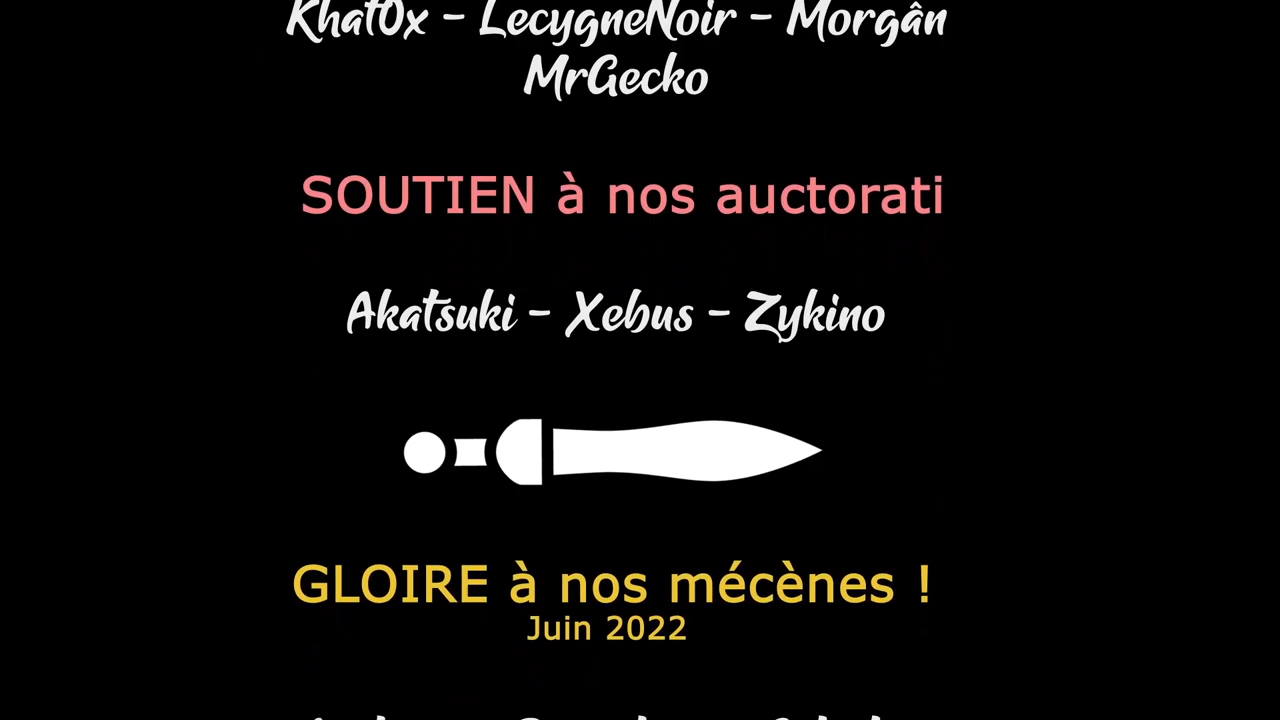 Khat0x - LecygneNoir - Morgân
MrGecko
SOUTIEN à nos auctorati
Akatsuki - Xebus - Zykino
GLOIRE à nos mécènes !
Juin 2022